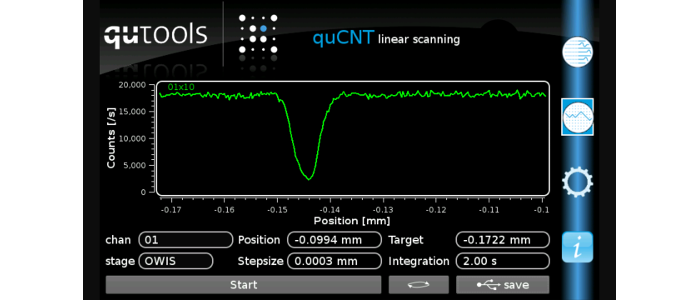 qutools
quCNT linear scanning
01x10
20,000
15,000
10,000
5,000
0
Counts [/s]
-0.17 -0.16 -0.15 -0.14 -0.13 -0.12 -0.11 -0.1
Position [mm]
chan 01 Position -0.0994 mm Target -0.1722 mm
stage OWIS Stepsize 0.0003 mm Integration 2.00 s
Start save
i